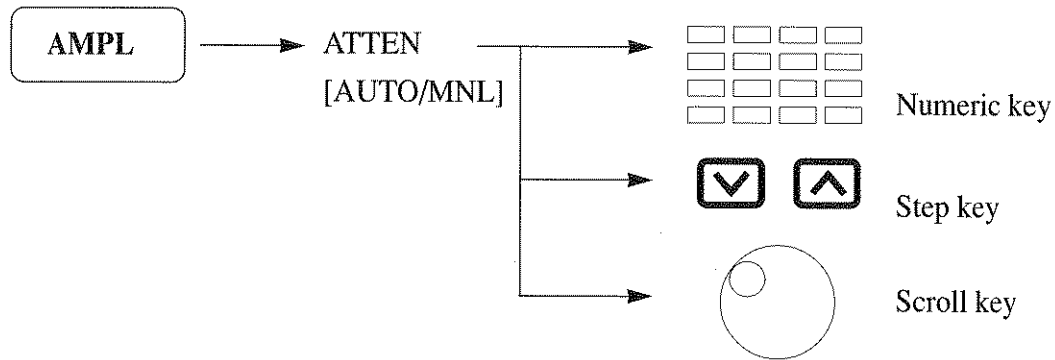 AMPL
ATTEN
[AUTO/MNL]
Numeric key
Step key
Scroll key